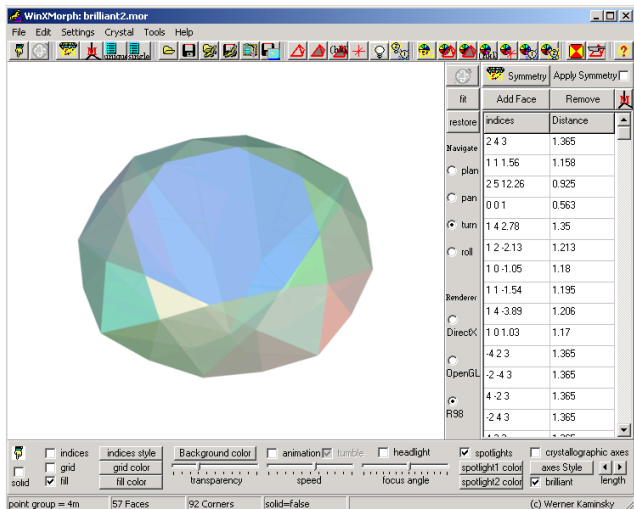 WinXMorph: brilliant2.mor
File Edit Settings Crystal Tools Help
unique single
Symmetry Apply Symmetry
fit Add Face Remove
restore indices Distance
2 4 3 1.365
Navigate
1 1 1.56 1.158
plan
2 5 12.26 0.925
pan
0 0 1 0.563
turn 1 4 2.78 1.35
roll 1 2 -2.13 1.213
1 0 -1.05 1.18
Renderer
1 1 -1.54 1.195
1 4 -3.89 1.206
DirectX 1 0 1.03 1.17
-4 2 3 1.365
OpenGL -2 -4 3 1.365
4 -2 3 1.365
R98 -2 4 3 1.365
indices indices style Background color animation tumble headlight spotlights crystallographic axes
grid grid color spotlight1 color axes Style
solid fill fill color transparency speed focus angle spotlight2 color brilliant length
point group = 4m 57 Faces 92 Corners solid=false (c) Werner Kaminsky